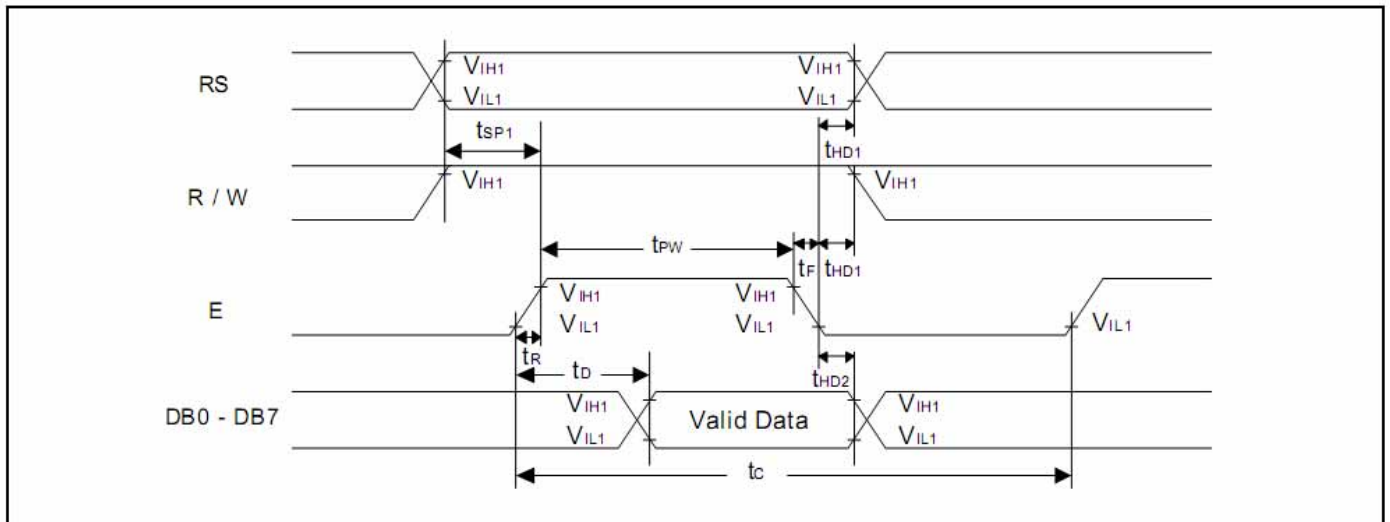 RS
VIH1
VIH1
VIL1
VIL1
tSP1
tHD1
R / W
VIH1
VIH1
tPW
tF
tHD1
E
VIH1
VIH1
VIL1
VIL1
VIL1
tR
tD
tHD2
DB0 - DB7
VIH1
Valid Data
VIH1
VIL1
VIL1
tC